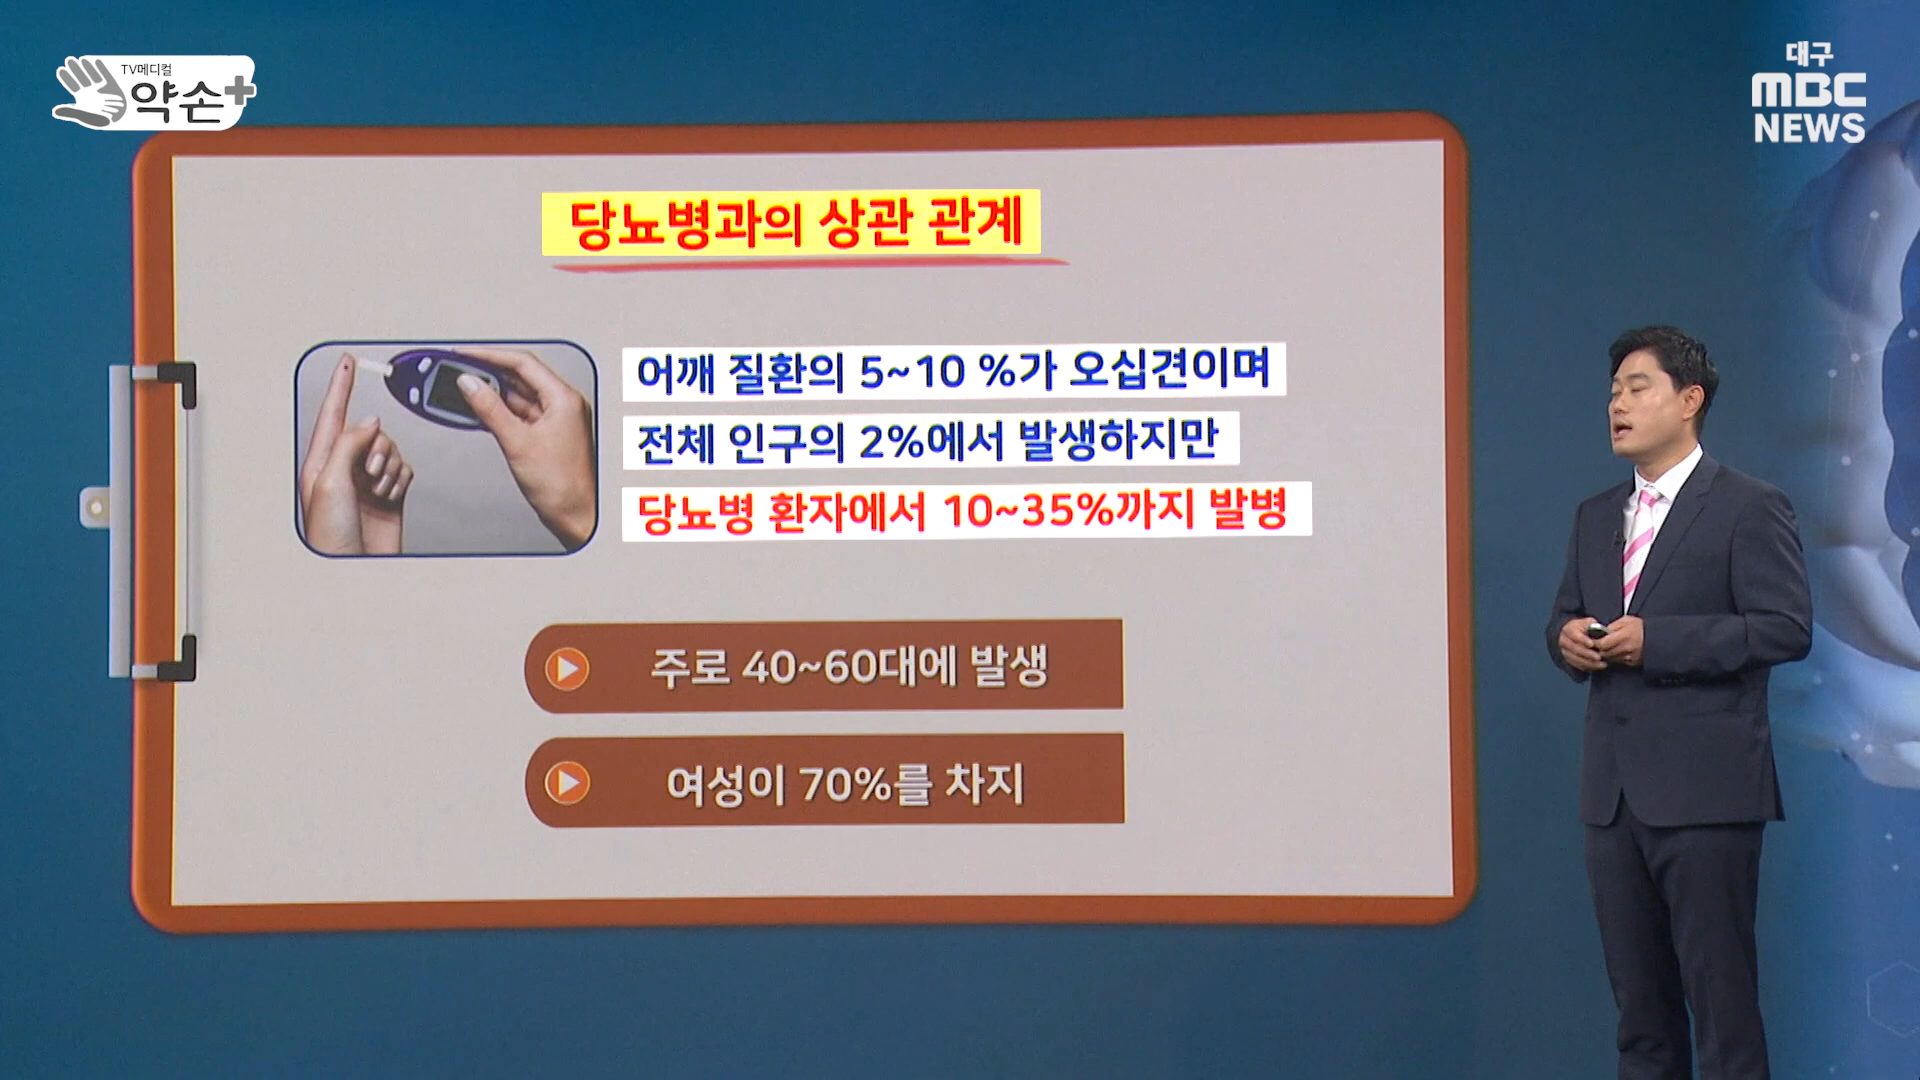 TV메디컬
약손+
대구
MBC
NEWS
당뇨병과의 상관 관계
어깨 질환의 5~10 %가 오십견이며
전체 인구의 2%에서 발생하지만
당뇨병 환자에서 10~35%까지 발병
주로 40~60대에 발생
여성이 70%를 차지